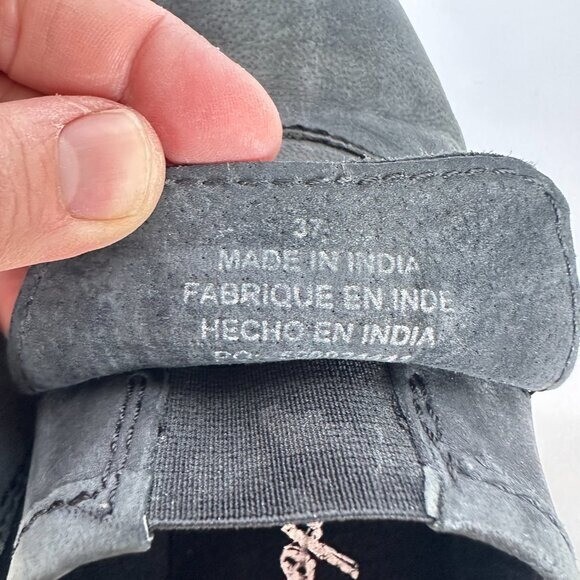 37
MADE IN INDIA
FABRIQUE EN INDE
HECHO EN INDIA